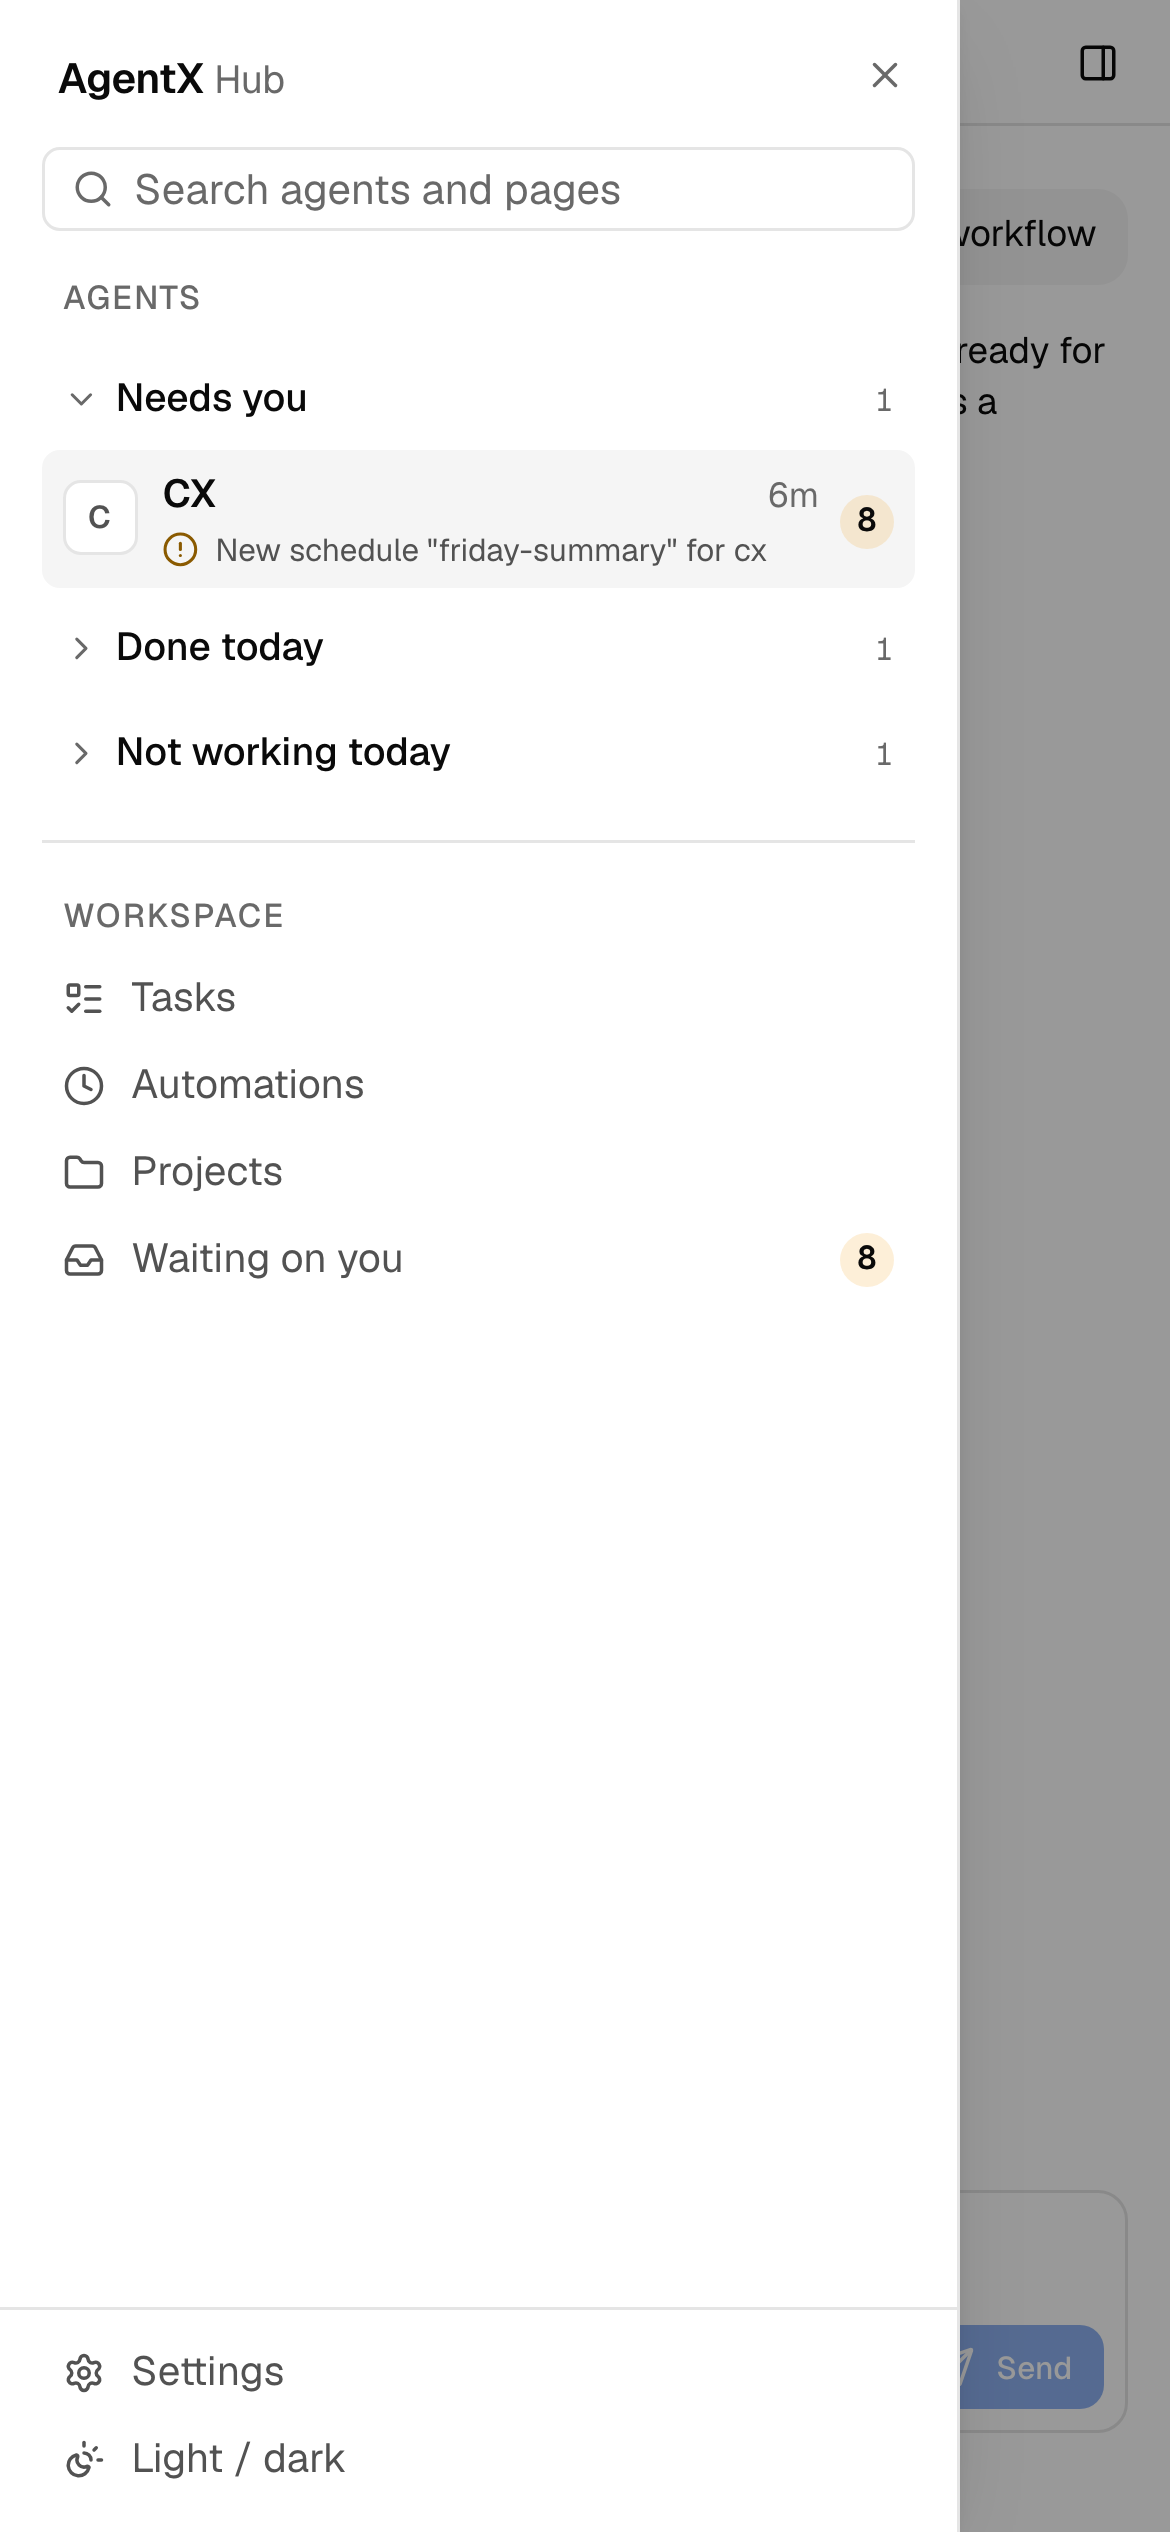 AgentX Hub
Search agents and pages
AGENTS
Needs you 1
C
CX 6m
New schedule "friday-summary" for cx
8
Done today 1
Not working today 1
WORKSPACE
Tasks
Automations
Projects
Waiting on you 8
Settings
Light / dark
ready for
a
Send